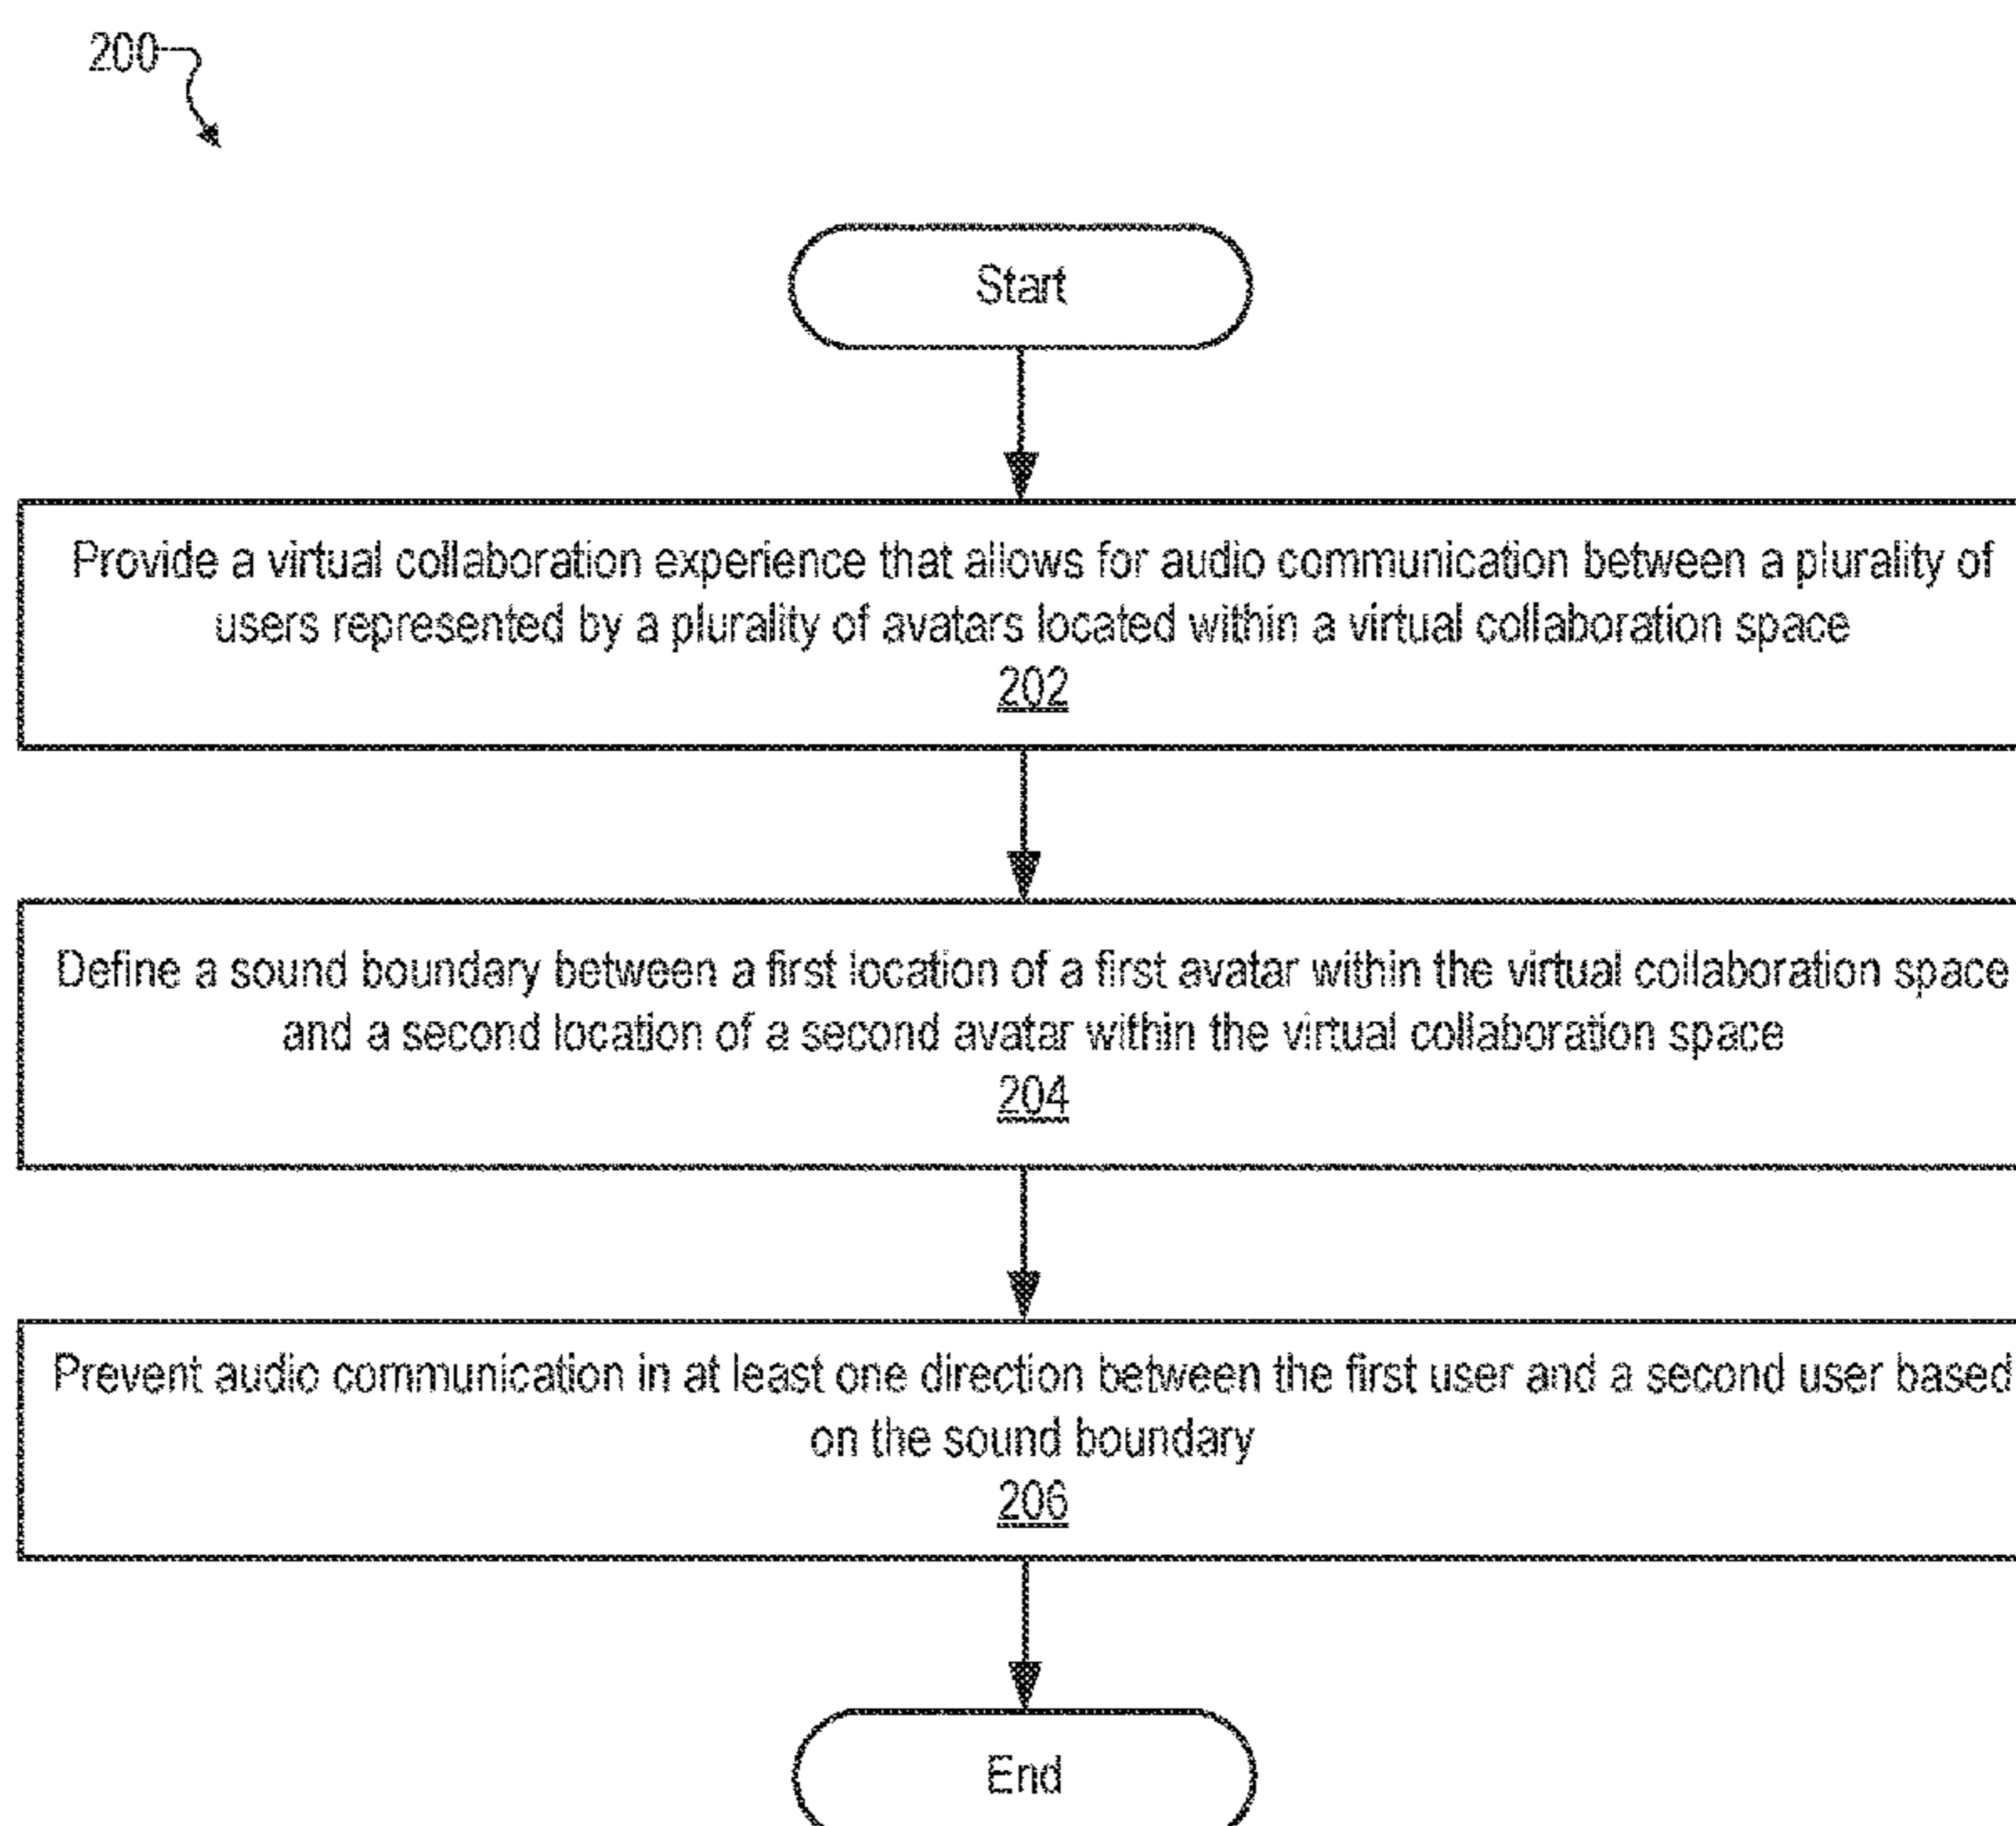 200
Start
Provide a virtual collaboration experience that allows for audio communication between a plurality of
users represented by a plurality of avatars located within a virtual collaboration space
202
Define a sound boundary between a first location of a first avatar within the virtual collaboration space
and a second location of a second avatar within the virtual collaboration space
204
Prevent audio communication in at least one direction between the first user and a second user based
on the sound boundary
206
End